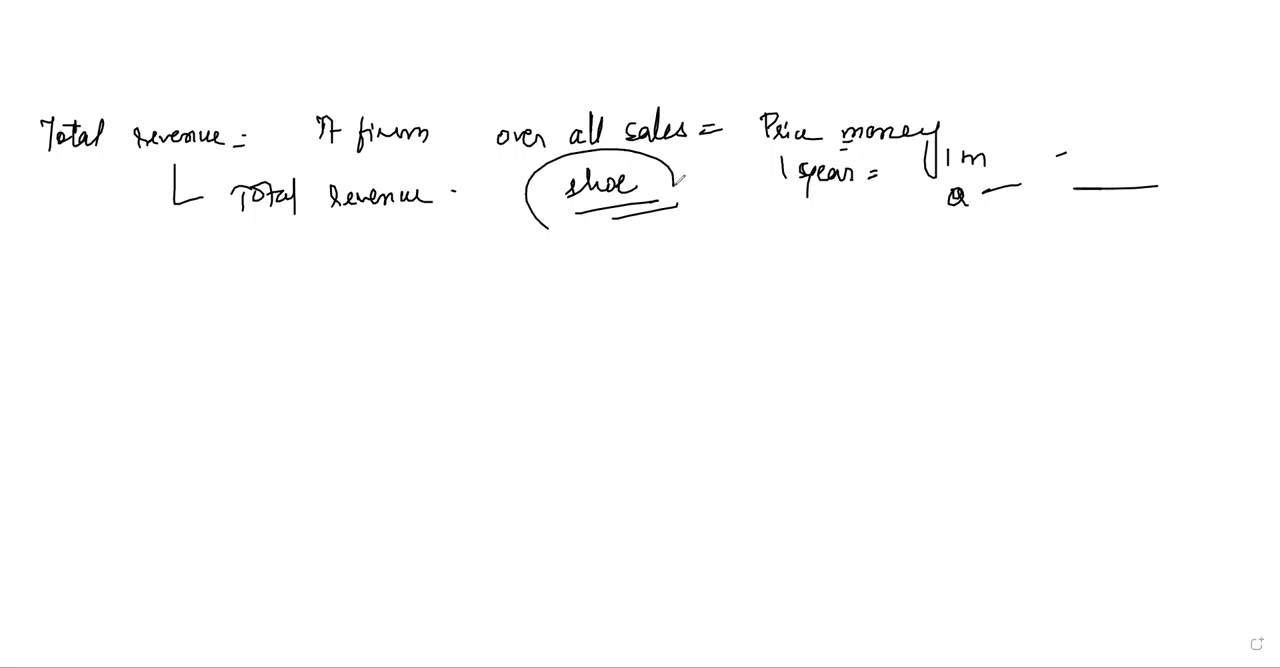 Total revenue = firm over all sales = Price money
Total revenue · shoe 1 year = 1m